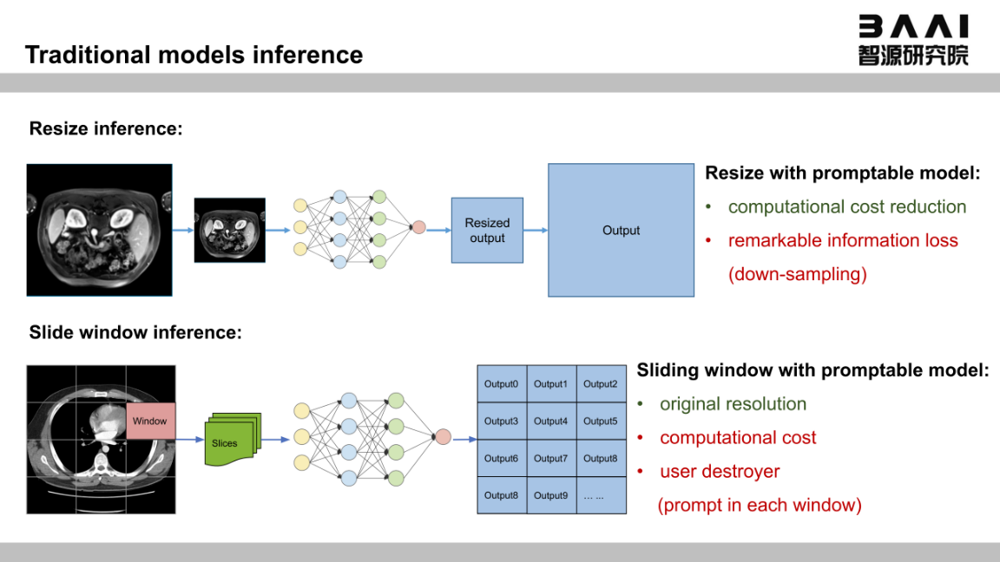 Traditional models inference
BAAI
智源研究院
Resize inference:
Resized
output
Output
Resize with promptable model:
• computational cost reduction
• remarkable information loss
(down-sampling)
Slide window inference:
Window
Slices
Output0 Output1 Output2
Output3 Output4 Output5
Output6 Output7 Output8
Output8 Output9 ... ...
Sliding window with promptable model:
• original resolution
• computational cost
• user destroyer
(prompt in each window)